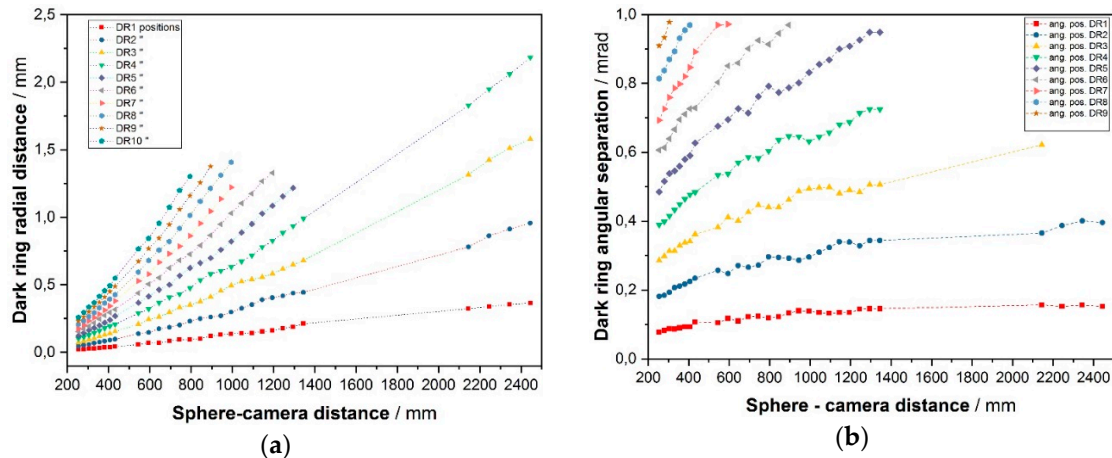 2,5
2,0
1,5
1,0
0,5
0,0
Dark ring radial distance / mm
DR1 positions
DR2 "
DR3 "
DR4 "
DR5 "
DR6 "
DR7 "
DR8 "
DR9 "
DR10 "
200 400 600 800 1000 1200 1400 1600 1800 2000 2200 2400
Sphere-camera distance / mm
(a)
1,0
0,8
0,6
0,4
0,2
0,0
Dark ring angular separation / mrad
ang. pos. DR1
ang. pos. DR2
ang. pos. DR3
ang. pos. DR4
ang. pos. DR5
ang. pos. DR6
ang. pos. DR7
ang. pos. DR8
ang. pos. DR9
200 400 600 800 1000 1200 1400 1600 1800 2000 2200 2400
Sphere - camera distance / mm
(b)